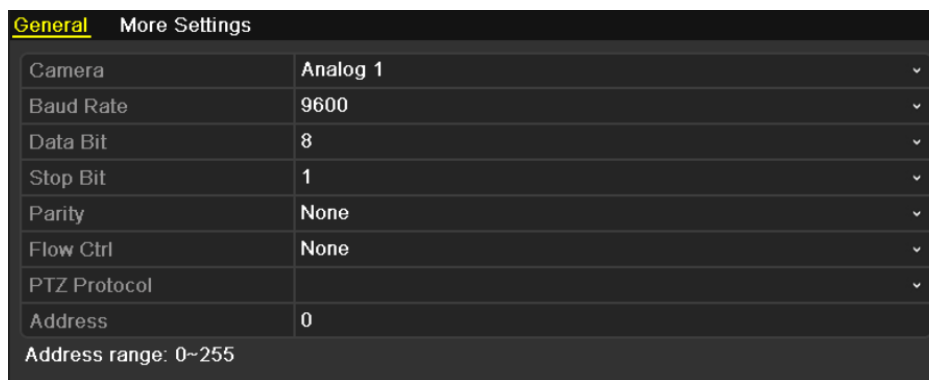 General More Settings
Camera Analog 1
Baud Rate 9600
Data Bit 8
Stop Bit 1
Parity None
Flow Ctrl None
PTZ Protocol
Address 0
Address range: 0~255